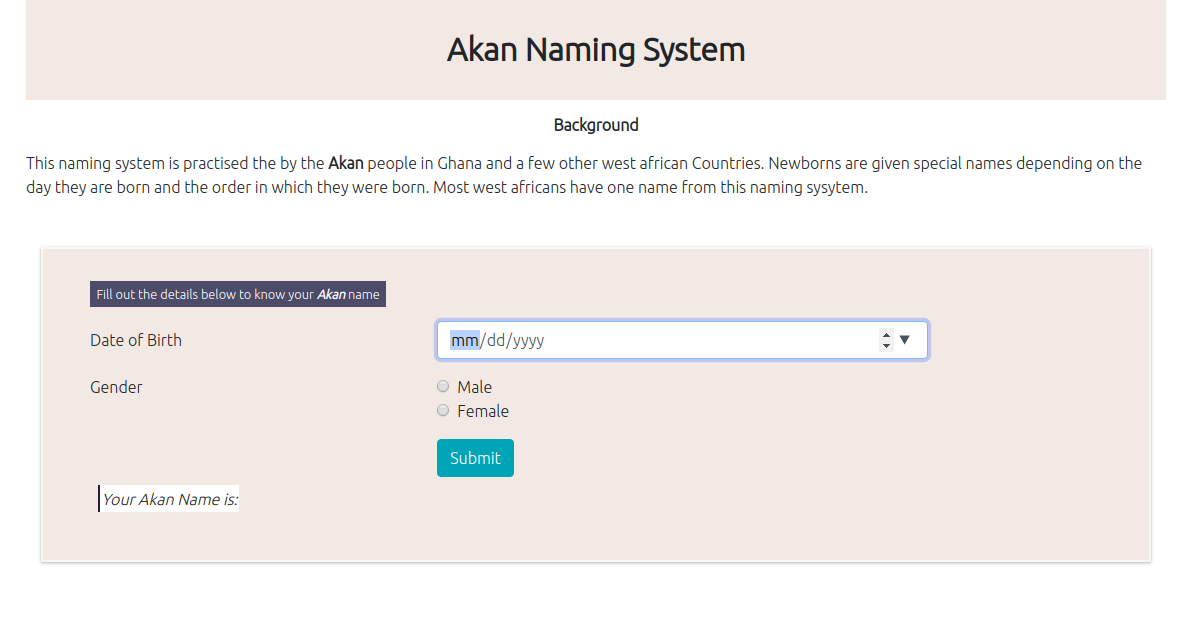 Akan Naming System
Background
This naming system is practised the by the Akan people in Ghana and a few other west african Countries. Newborns are given special names depending on the
day they are born and the order in which they were born. Most west africans have one name from this naming sysytem.
Fill out the details below to know your Akan name
Date of Birth
mm/dd/yyyy
Gender
Male
Female
Submit
Your Akan Name is: